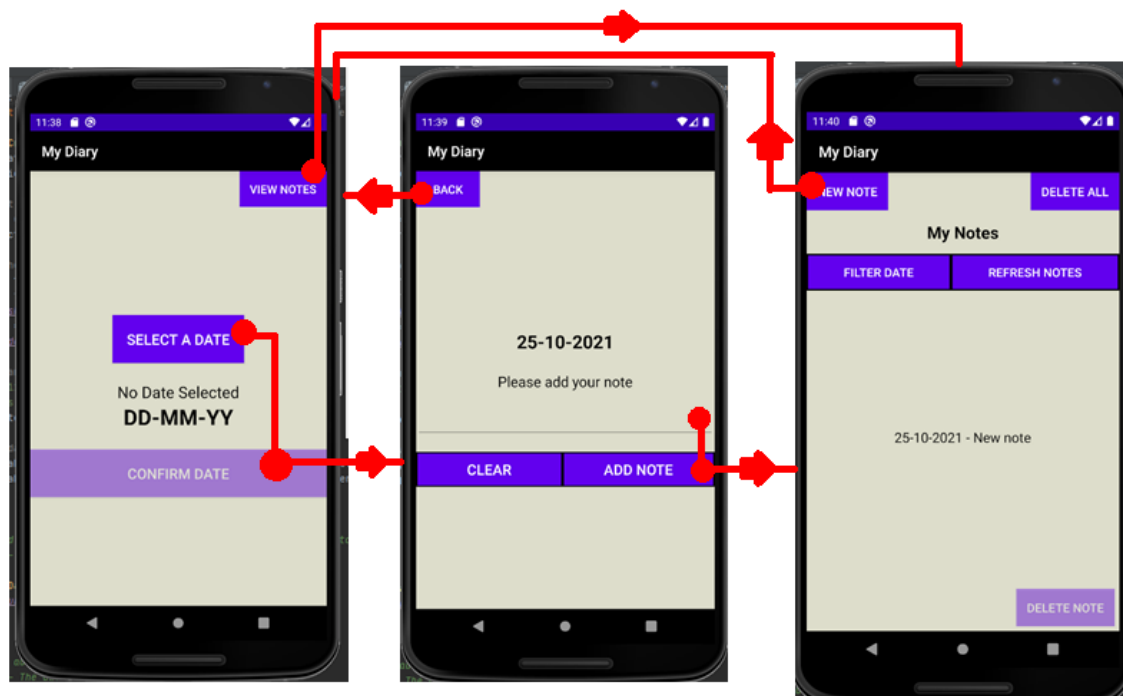 11:38
My Diary
VIEW NOTES
SELECT A DATE
No Date Selected
DD-MM-YY
CONFIRM DATE
11:39
My Diary
BACK
25-10-2021
Please add your note
CLEAR
ADD NOTE
11:40
My Diary
NEW NOTE
DELETE ALL
My Notes
FILTER DATE
REFRESH NOTES
25-10-2021 - New note
DELETE NOTE